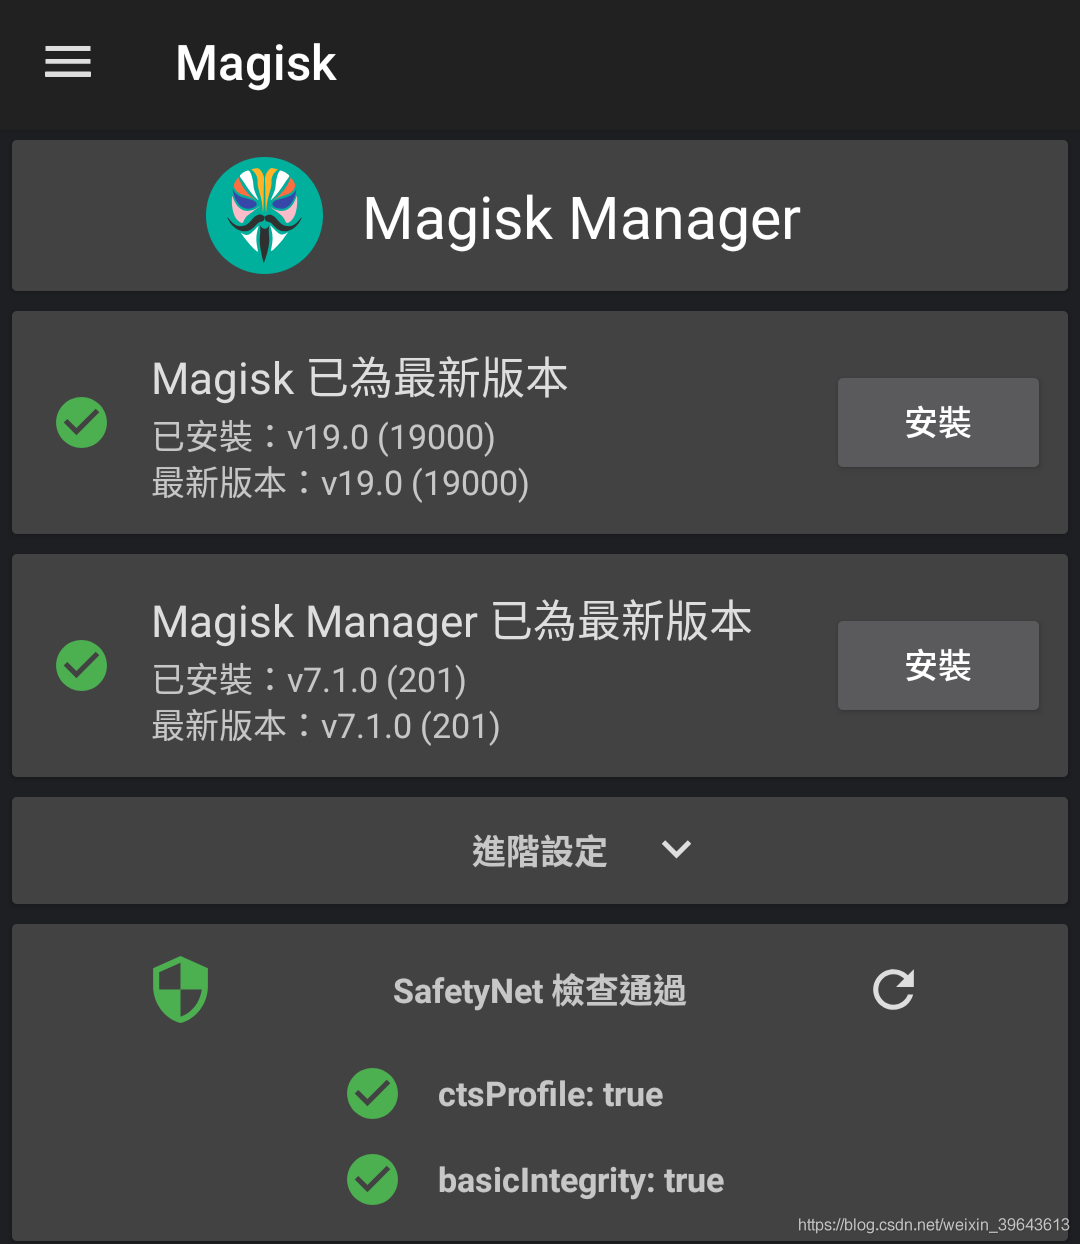 Magisk
Magisk Manager
Magisk 已為最新版本
已安裝：v19.0 (19000)
最新版本：v19.0 (19000)
安裝
Magisk Manager 已為最新版本
已安裝：v7.1.0 (201)
最新版本：v7.1.0 (201)
安裝
進階設定
SafetyNet 檢查通過
ctsProfile: true
basicIntegrity: true
https://blog.csdn.net/weixin_39643613